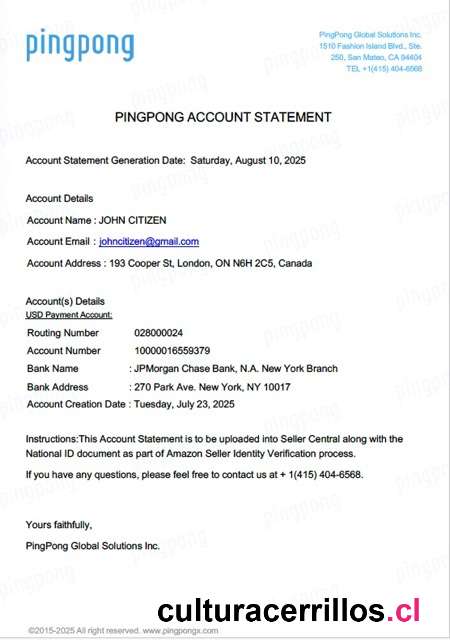 pingpong
PingPong Global Solutions Inc.
1510 Fashion Island Blvd., Ste.
250, San Mateo, CA 94404
TEL +1(415) 404-6568
PINGPONG ACCOUNT STATEMENT
Account Statement Generation Date: Saturday, August 10, 2025
Account Details
Account Name : JOHN CITIZEN
Account Email : johncitizen@gmail.com
Account Address : 193 Cooper St, London, ON N6H 2C5, Canada
Account(s) Details
USD Payment Account:
Routing Number 028000024
Account Number 10000016559379
Bank Name : JPMorgan Chase Bank, N.A. New York Branch
Bank Address : 270 Park Ave. New York, NY 10017
Account Creation Date : Tuesday, July 23, 2025
Instructions:This Account Statement is to be uploaded into Seller Central along with the
National ID document as part of Amazon Seller Identity Verification process.
If you have any questions, please feel free to contact us at + 1(415) 404-6568.
Yours faithfully,
PingPong Global Solutions Inc.
culturacerrillos.cl
©2015-2025 All right reserved. www.pingpongx.com